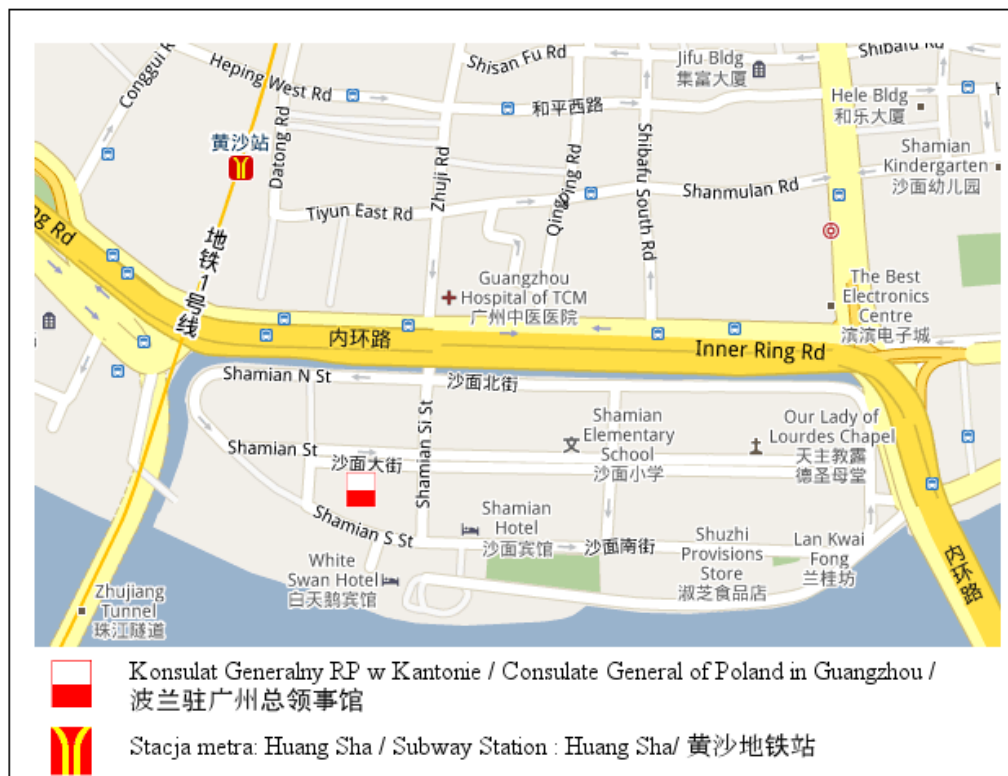 Conggui R
Heping West Rd
Shisan Fu Rd
Jifu Bldg
集富大厦
Shibafu Rd
和平西路
Hele Bldg
和乐大厦
黄沙站
Datong Rd
Zhuji Rd
Qingping Rd
Shibafu South Rd
Shamian
Kindergarten
沙面幼儿园
Shanmulan Rd
Tiyun East Rd
ng Rd
地铁1号线
Guangzhou
Hospital of TCM
广州中医医院
The Best
Electronics
Centre
滨滨电子城
内环路
Inner Ring Rd
Shamian N St
沙面北街
Shamian Si St
Shamian
Elementary
School
沙面小学
Our Lady of
Lourdes Chapel
天主教露
德圣母堂
Shamian St
沙面大街
Shamian S St
Shamian
Hotel
沙面宾馆
沙面南街
Shuzhi
Provisions
Store
淑芝食品店
Lan Kwai
Fong
兰桂坊
White
Swan Hotel
白天鹅宾馆
内环路
Zhujiang
Tunnel
珠江隧道
Konsulat Generalny RP w Kantonie / Consulate General of Poland in Guangzhou /
波兰驻广州总领事馆
Stacja metra: Huang Sha / Subway Station : Huang Sha/ 黄沙地铁站